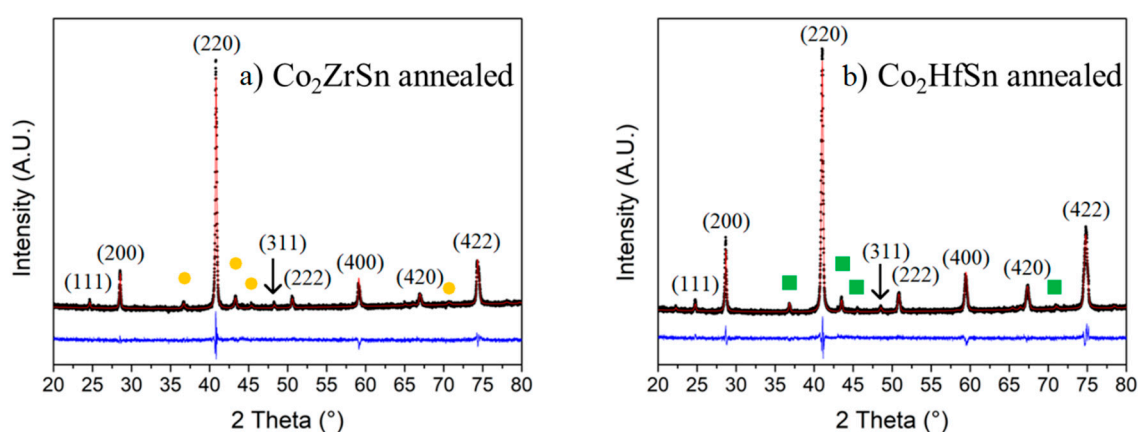 a) Co₂ZrSn annealed
Intensity (A.U.)
(111)
(200)
(220)
(311)
(222)
(400)
(420)
(422)
20 25 30 35 40 45 50 55 60 65 70 75 80
2 Theta (°)
b) Co₂HfSn annealed
Intensity (A.U.)
(111)
(200)
(220)
(311)
(222)
(400)
(420)
(422)
20 25 30 35 40 45 50 55 60 65 70 75 80
2 Theta (°)